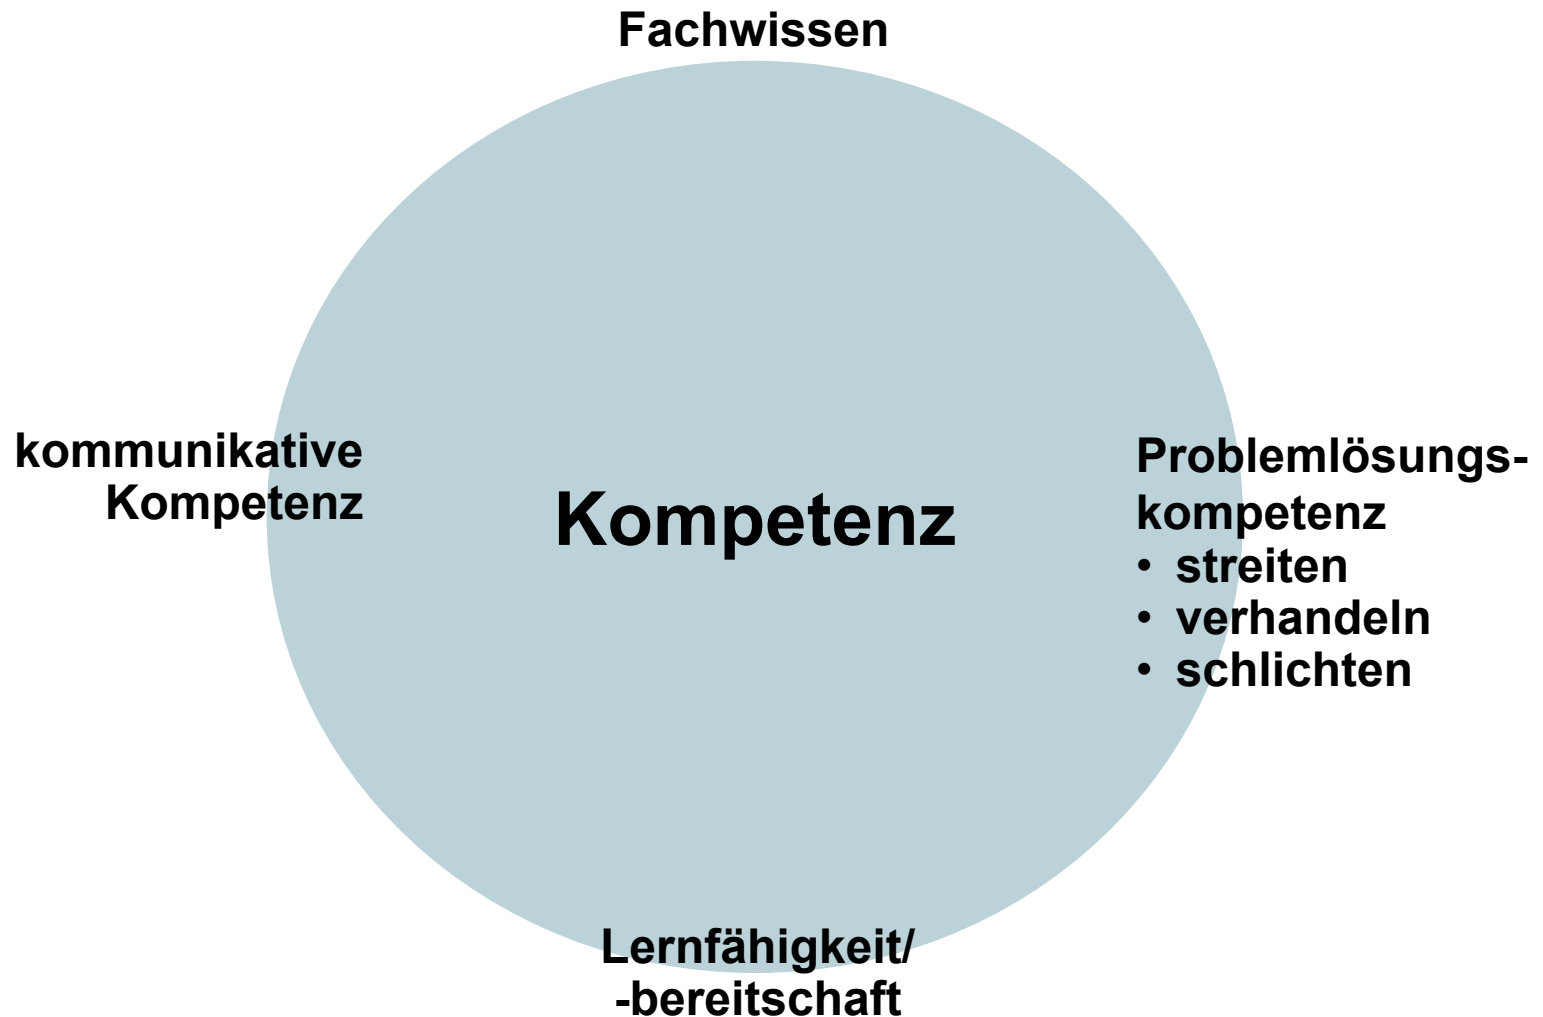 Fachwissen
kommunikative
Kompetenz
Kompetenz
Problemlösungs-
kompetenz
• streiten
• verhandeln
• schlichten
Lernfähigkeit/
-bereitschaft